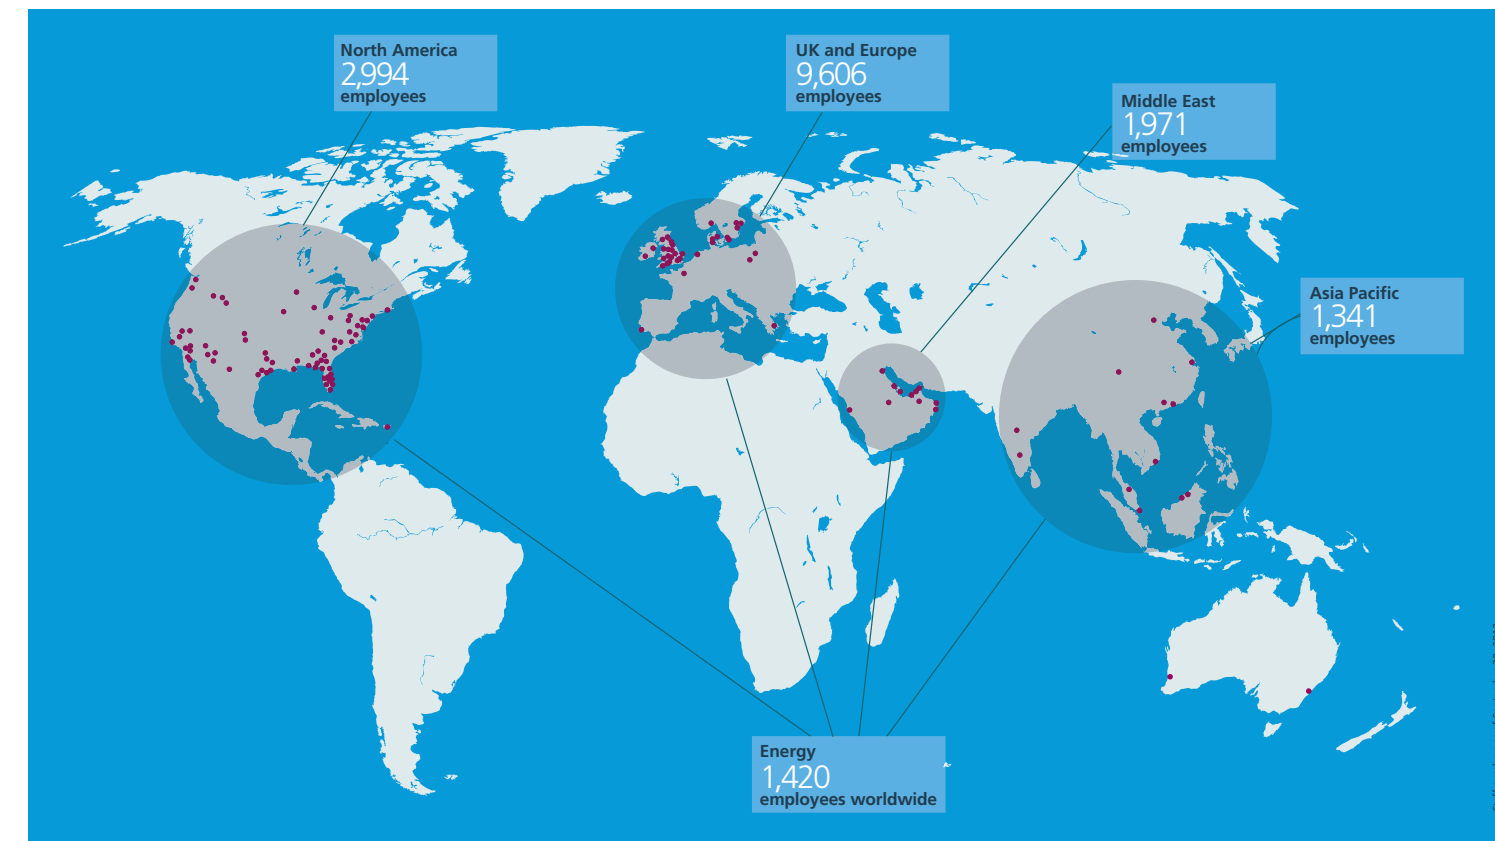 North America
2,994
employees
UK and Europe
9,606
employees
Middle East
1,971
employees
Asia Pacific
1,341
employees
Energy
1,420
employees worldwide